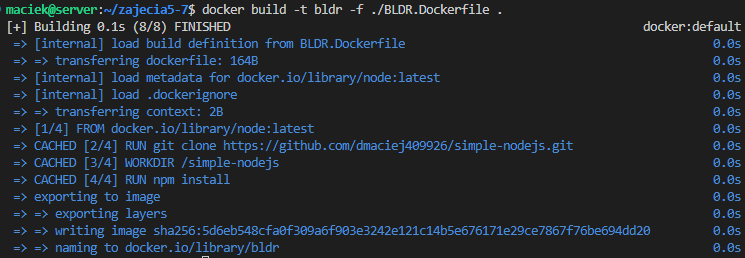 maciek@server:~/zajecia5-7$ docker build -t bldr -f ./BLDR.Dockerfile .
[+] Building 0.1s (8/8) FINISHED docker:default
=> [internal] load build definition from BLDR.Dockerfile 0.0s
=> => transferring dockerfile: 164B 0.0s
=> [internal] load metadata for docker.io/library/node:latest 0.0s
=> [internal] load .dockerignore 0.0s
=> => transferring context: 2B 0.0s
=> [1/4] FROM docker.io/library/node:latest 0.0s
=> CACHED [2/4] RUN git clone https://github.com/dmaciej409926/simple-nodejs.git 0.0s
=> CACHED [3/4] WORKDIR /simple-nodejs 0.0s
=> CACHED [4/4] RUN npm install 0.0s
=> exporting to image 0.0s
=> => exporting layers 0.0s
=> => writing image sha256:5d6eb548cfa0f309a6f903e3242e121c14b5e676171e29ce7867f76be694dd20 0.0s
=> => naming to docker.io/library/bldr 0.0s